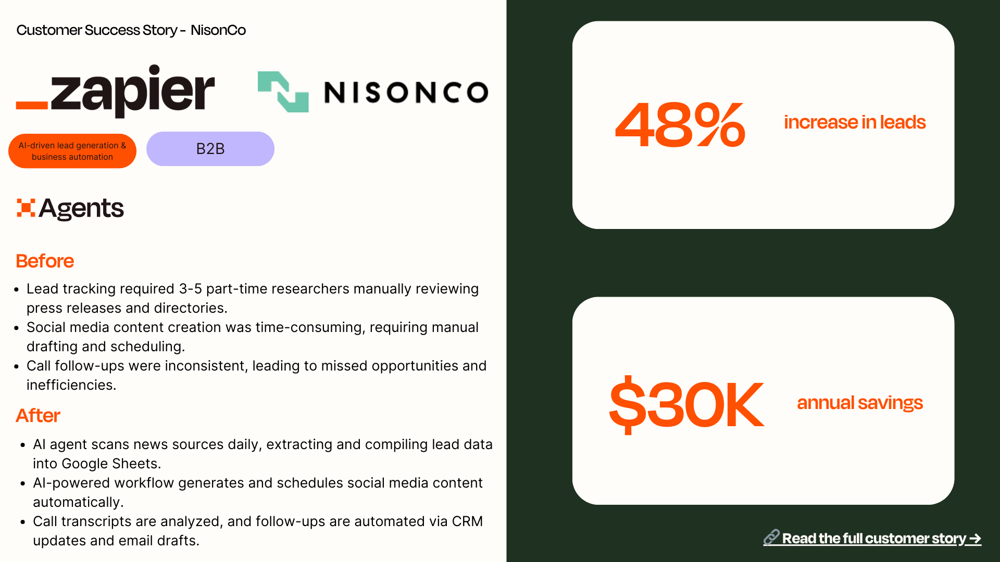 Customer Success Story - NisonCo
zapier
NISONCO
AI-driven lead generation &
business automation
B2B
Agents
Before
• Lead tracking required 3-5 part-time researchers manually reviewing
press releases and directories.
• Social media content creation was time-consuming, requiring manual
drafting and scheduling.
• Call follow-ups were inconsistent, leading to missed opportunities and
inefficiencies.
After
• AI agent scans news sources daily, extracting and compiling lead data
into Google Sheets.
• AI-powered workflow generates and schedules social media content
automatically.
• Call transcripts are analyzed, and follow-ups are automated via CRM
updates and email drafts.
48% increase in leads
$30K annual savings
🔗 Read the full customer story →